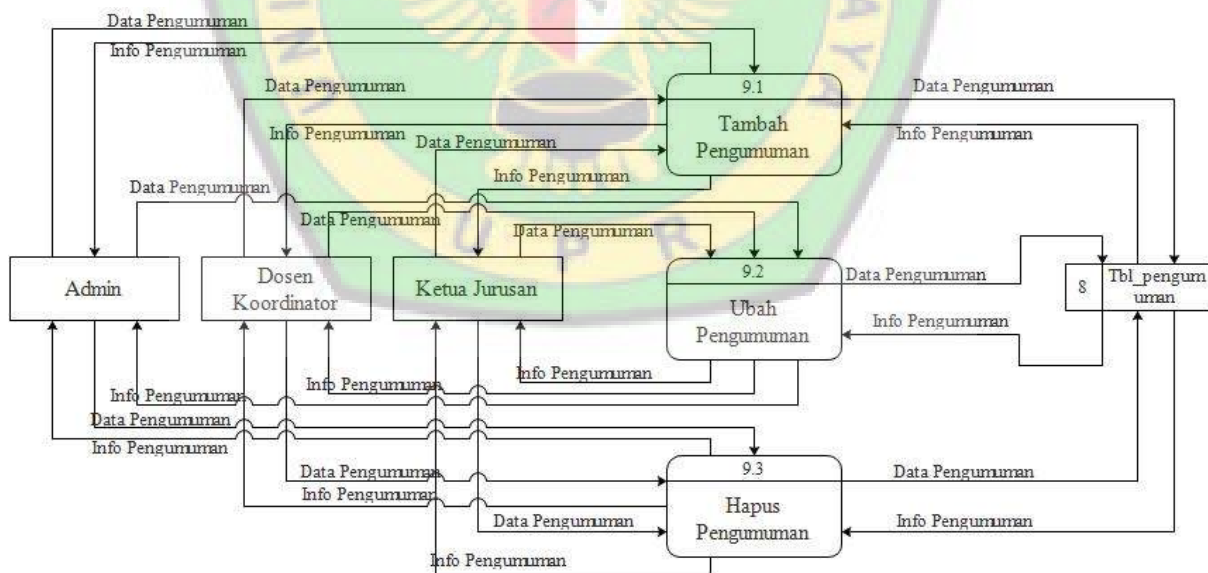 Data Pengumuman
Info Pengumuman
Data Pengumuman
Info Pengumuman
Data Pengumuman
Info Pengumuman
9.1
Tambah
Pengumuman
Data Pengumuman
Info Pengumuman
Data Pengumuman
Data Pengumuman
Data Pengumuman
U P R
Admin
Dosen
Koordinator
Ketua Jurusan
9.2
Ubah
Pengumuman
Data Pengumuman
Info Pengumuman
8
Tbl_pengum
uman
Info Pengumuman
Info Pengumuman
Info Pengumuman
Data Pengumuman
Info Pengumuman
Data Pengumuman
Info Pengumuman
Data Pengumuman
Info Pengumuman
9.3
Hapus
Pengumuman
Data Pengumuman
Info Pengumuman